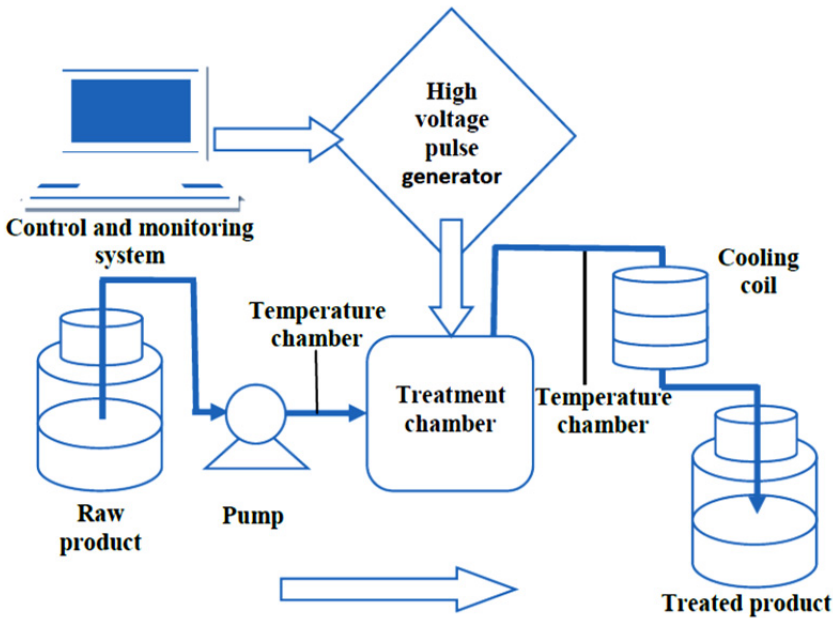 High
voltage
pulse
generator
Control and monitoring
system
Cooling
coil
Temperature
chamber
Treatment
chamber
Temperature
chamber
Raw
product
Pump
Treated product